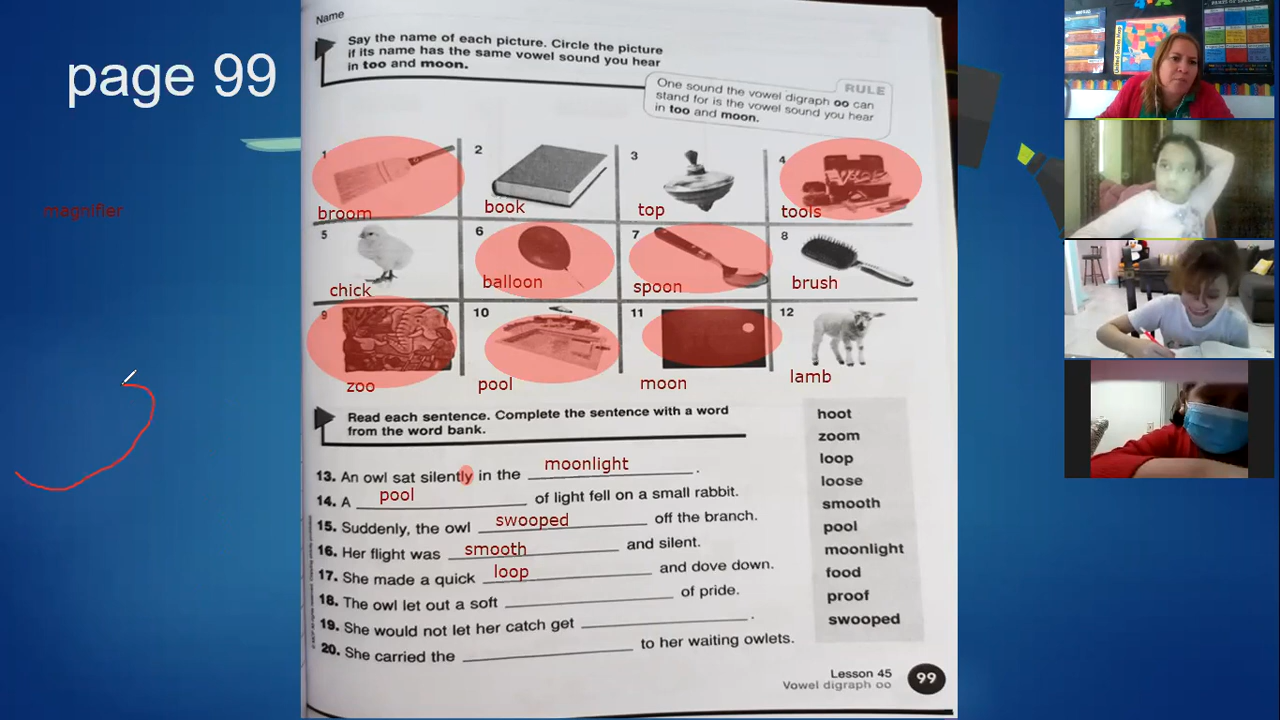 page 99
magnifier
Name
Say the name of each picture. Circle the picture
if its name has the same vowel sound you hear
in too and moon.
RULE
One sound the vowel digraph oo can
stand for is the vowel sound you hear
in too and moon.
1
broom
2
book
3
top
4
tools
5
chick
6
balloon
7
spoon
8
brush
9
zoo
10
pool
11
moon
12
lamb
Read each sentence. Complete the sentence with a word
from the word bank.
13. An owl sat silently in the moonlight.
14. A pool of light fell on a small rabbit.
15. Suddenly, the owl swooped off the branch.
16. Her flight was smooth and silent.
17. She made a quick loop and dove down.
18. The owl let out a soft ____ of pride.
19. She would not let her catch get ____.
20. She carried the ____ to her waiting owlets.
hoot
zoom
loop
loose
smooth
pool
moonlight
food
proof
swooped
Lesson 45
Vowel digraph oo
99